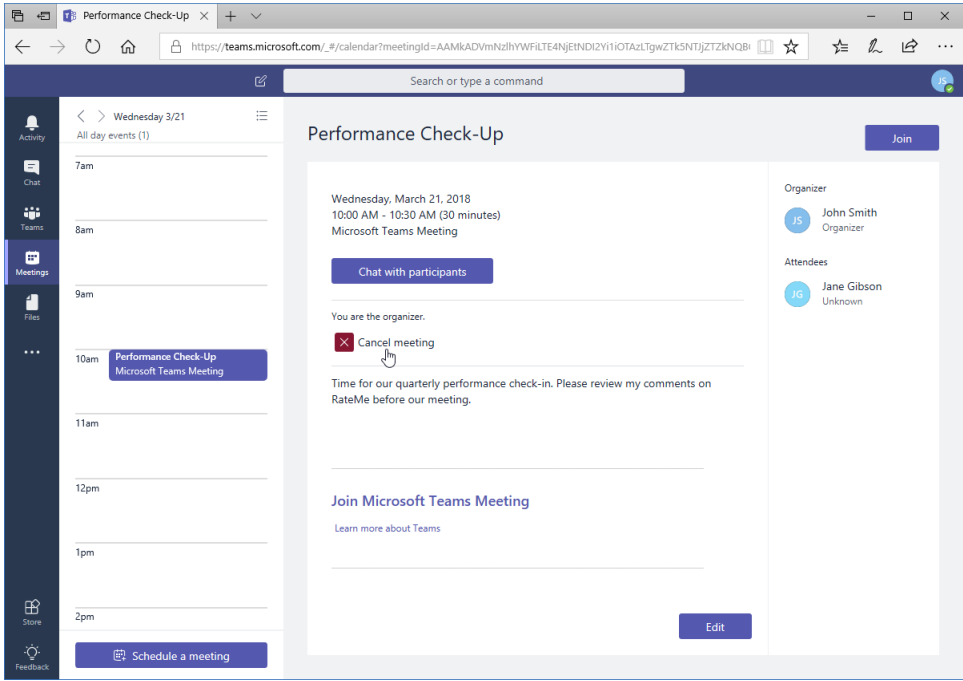 Performance Check-Up
https://teams.microsoft.com/_#/calendar?meetingId=
Search or type a command
JS
Activity
Chat
Teams
Meetings
Files
Store
Feedback
Wednesday 3/21
All day events (1)
7am
8am
9am
10am
Performance Check-Up
Microsoft Teams Meeting
11am
12pm
1pm
2pm
Schedule a meeting
Performance Check-Up
Join
Wednesday, March 21, 2018
10:00 AM - 10:30 AM (30 minutes)
Microsoft Teams Meeting
Chat with participants
You are the organizer.
Cancel meeting
Time for our quarterly performance check-in. Please review my comments on
RateMe before our meeting.
Join Microsoft Teams Meeting
Learn more about Teams
Edit
Organizer
JS
John Smith
Organizer
Attendees
JG
Jane Gibson
Unknown